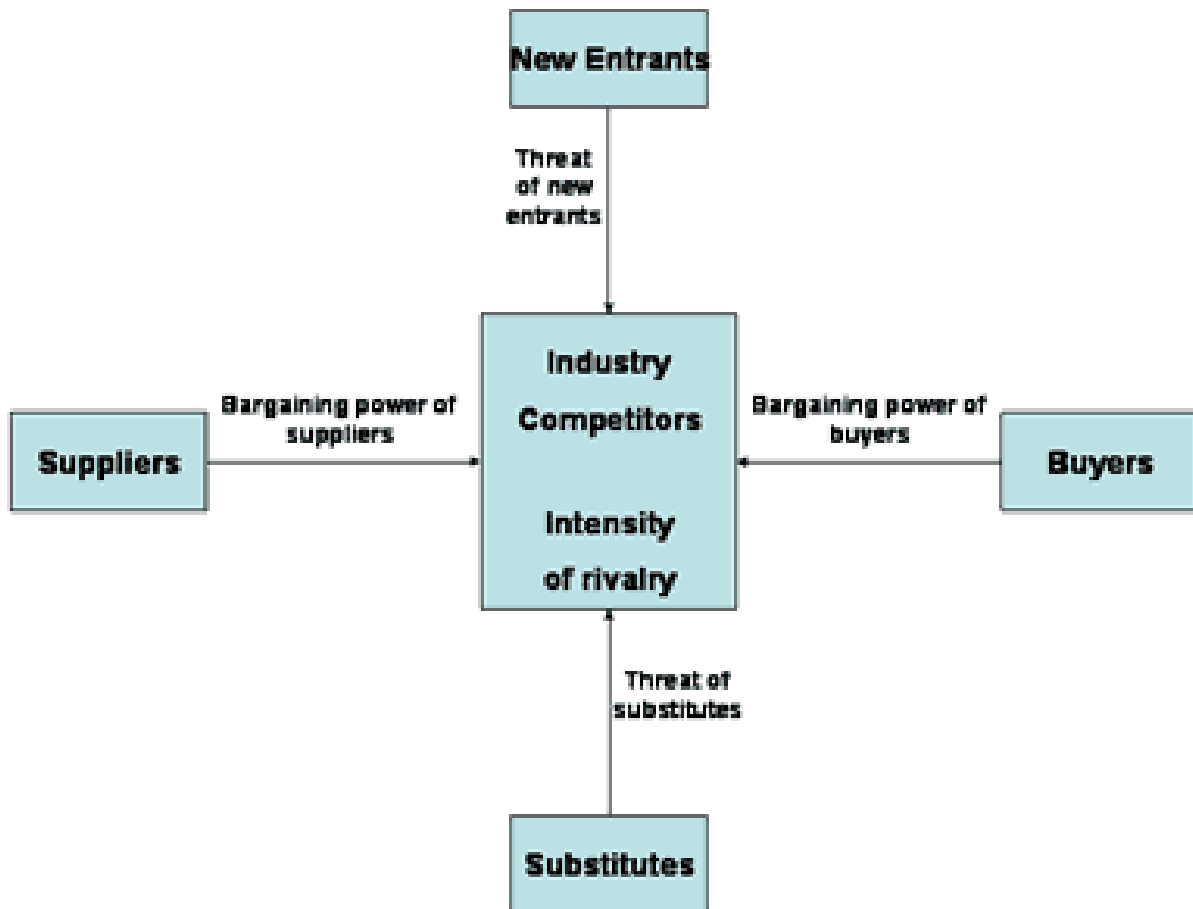 New Entrants
Threat
of new
entrants
Industry
Competitors
Intensity
of rivalry
Bargaining power of
suppliers
Suppliers
Bargaining power of
buyers
Buyers
Threat of
substitutes
Substitutes